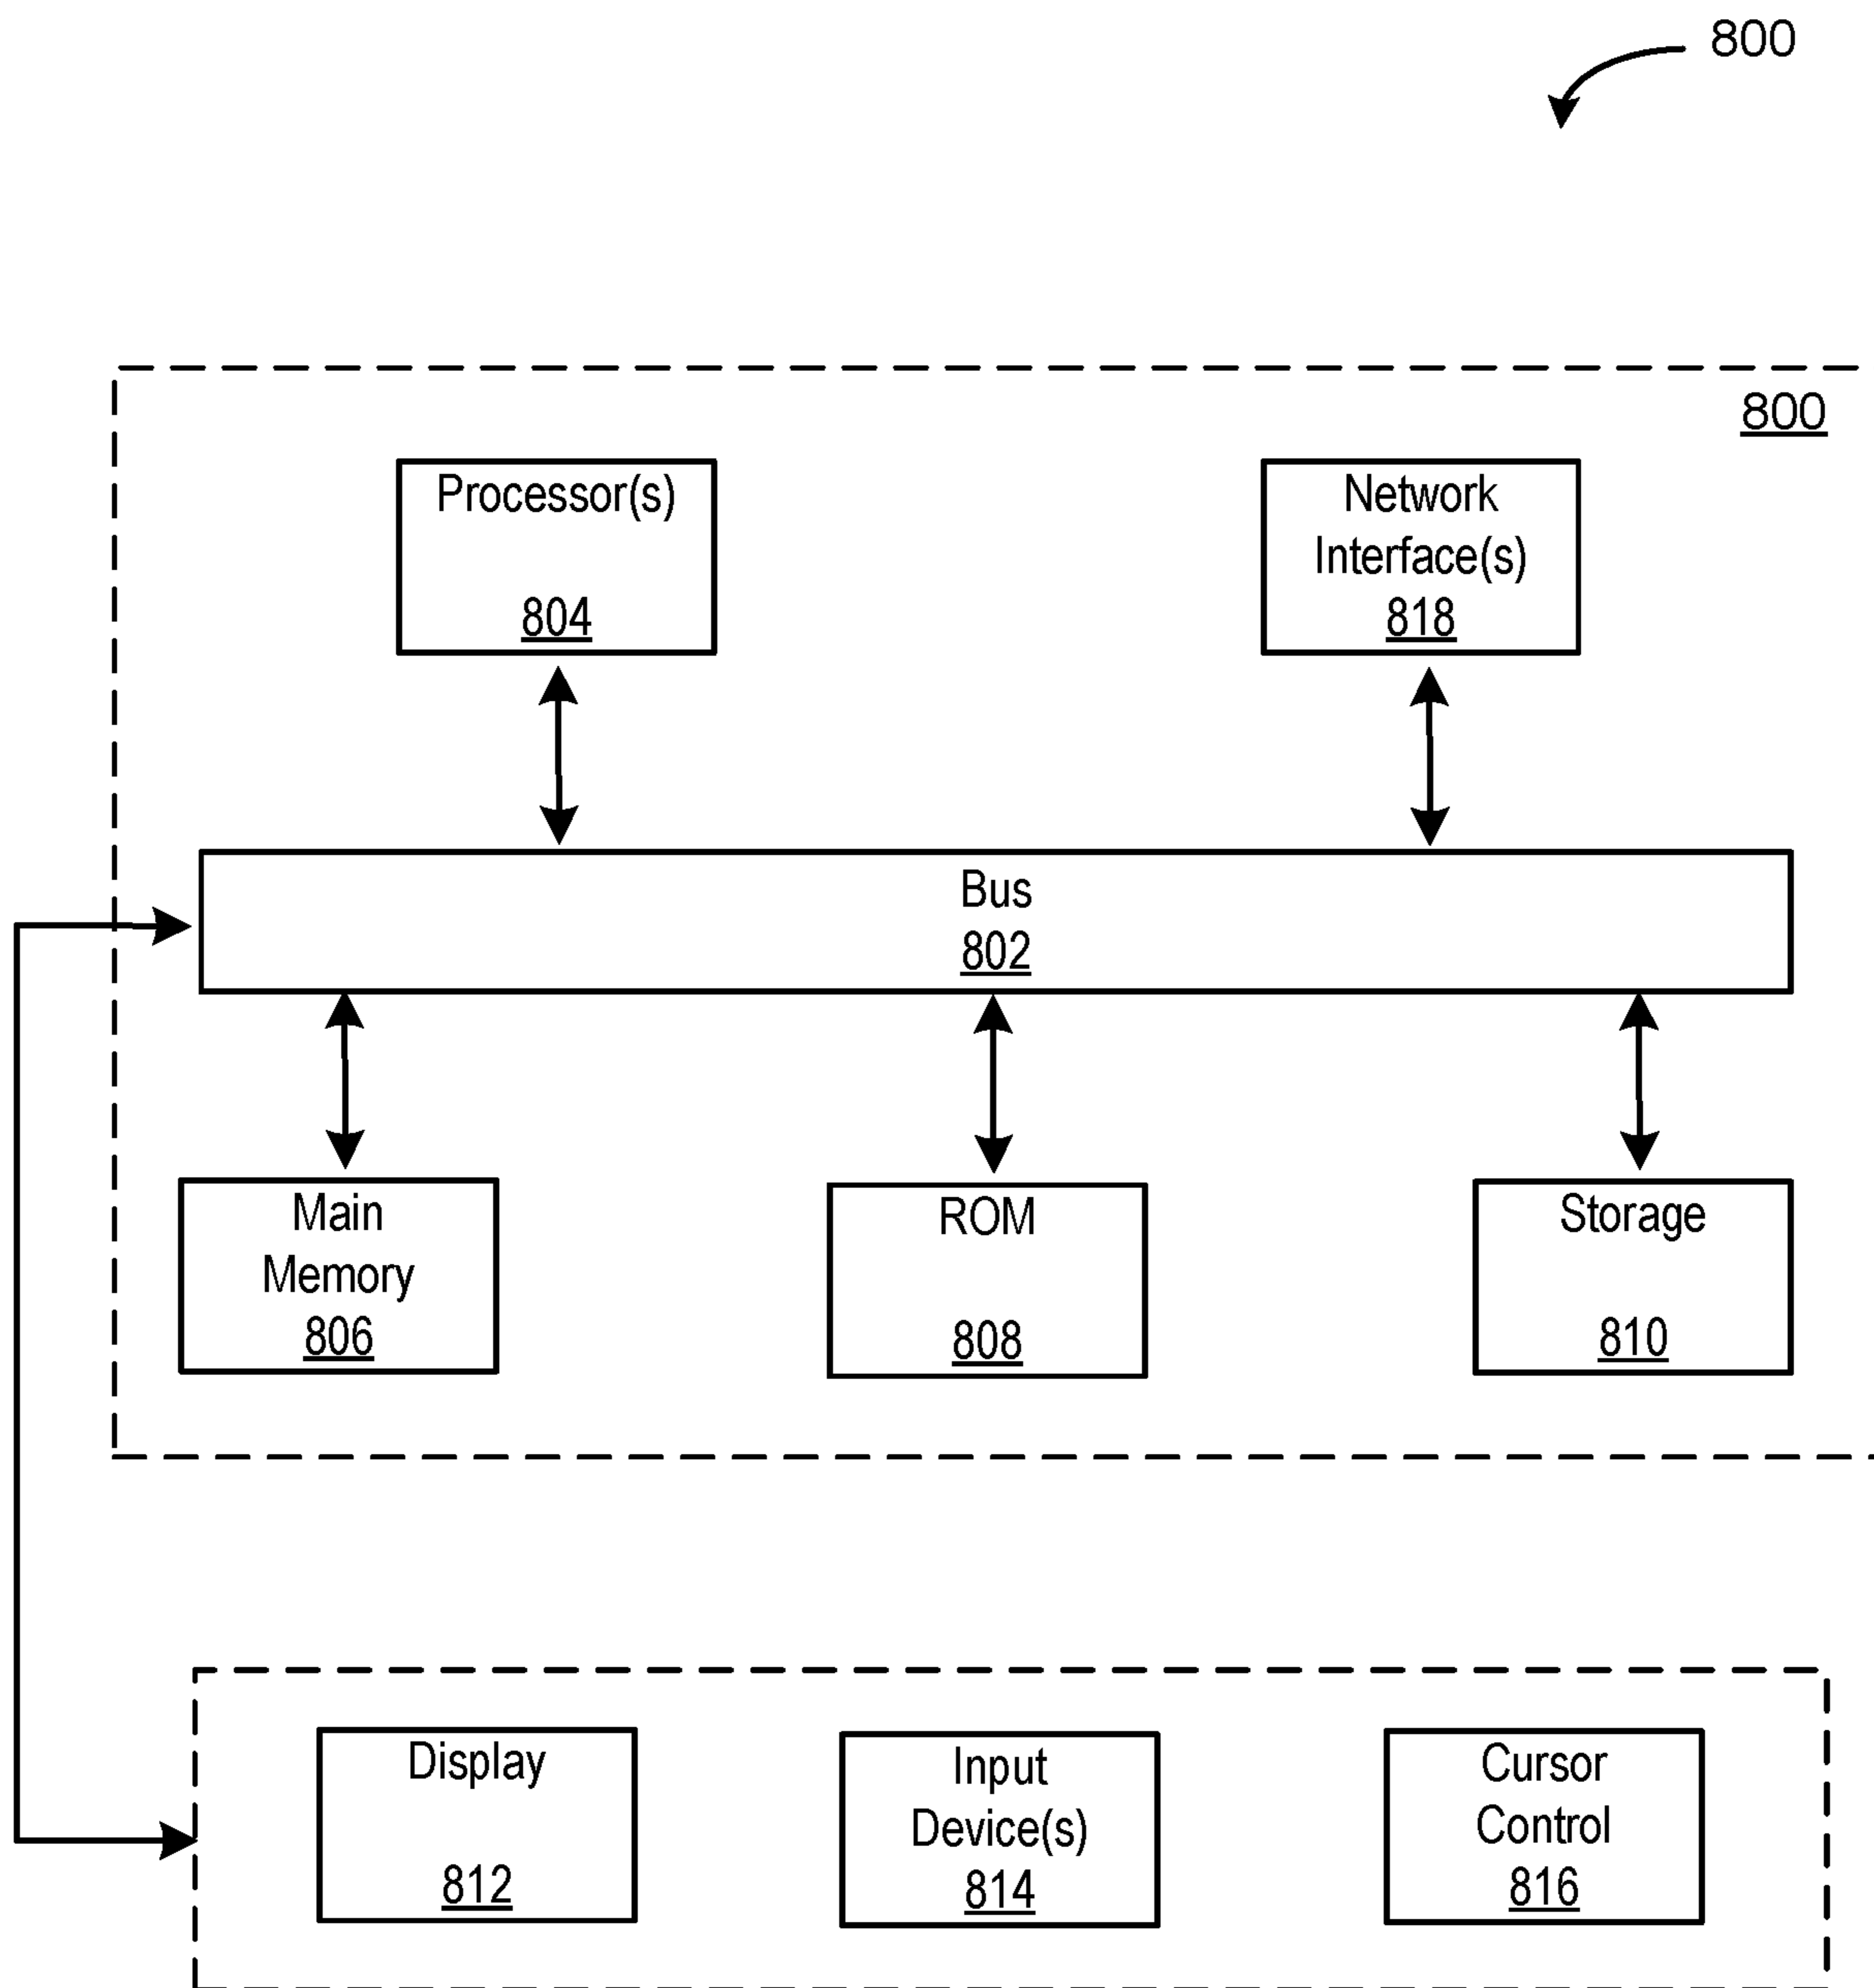 800
800
Processor(s)
804
Network
Interface(s)
818
Bus
802
Main
Memory
806
ROM
808
Storage
810
Display
812
Input
Device(s)
814
Cursor
Control
816